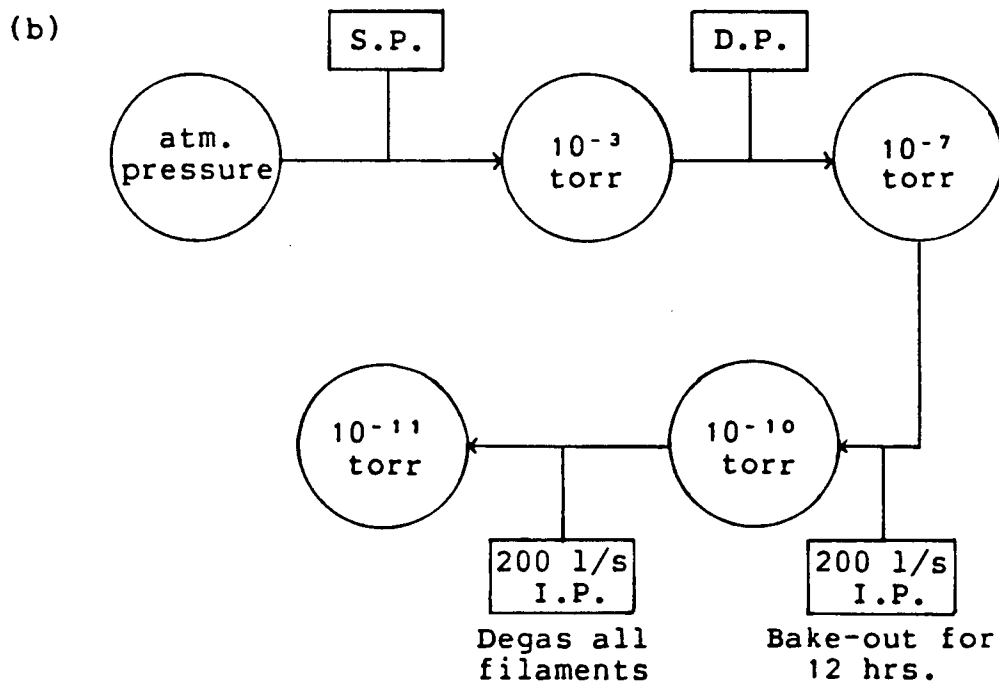 (b)
S.P.
D.P.
atm.
pressure
10⁻³
torr
10⁻⁷
torr
10⁻¹¹
torr
10⁻¹⁰
torr
200 l/s
I.P.
200 l/s
I.P.
Degas all
filaments
Bake-out for
12 hrs.